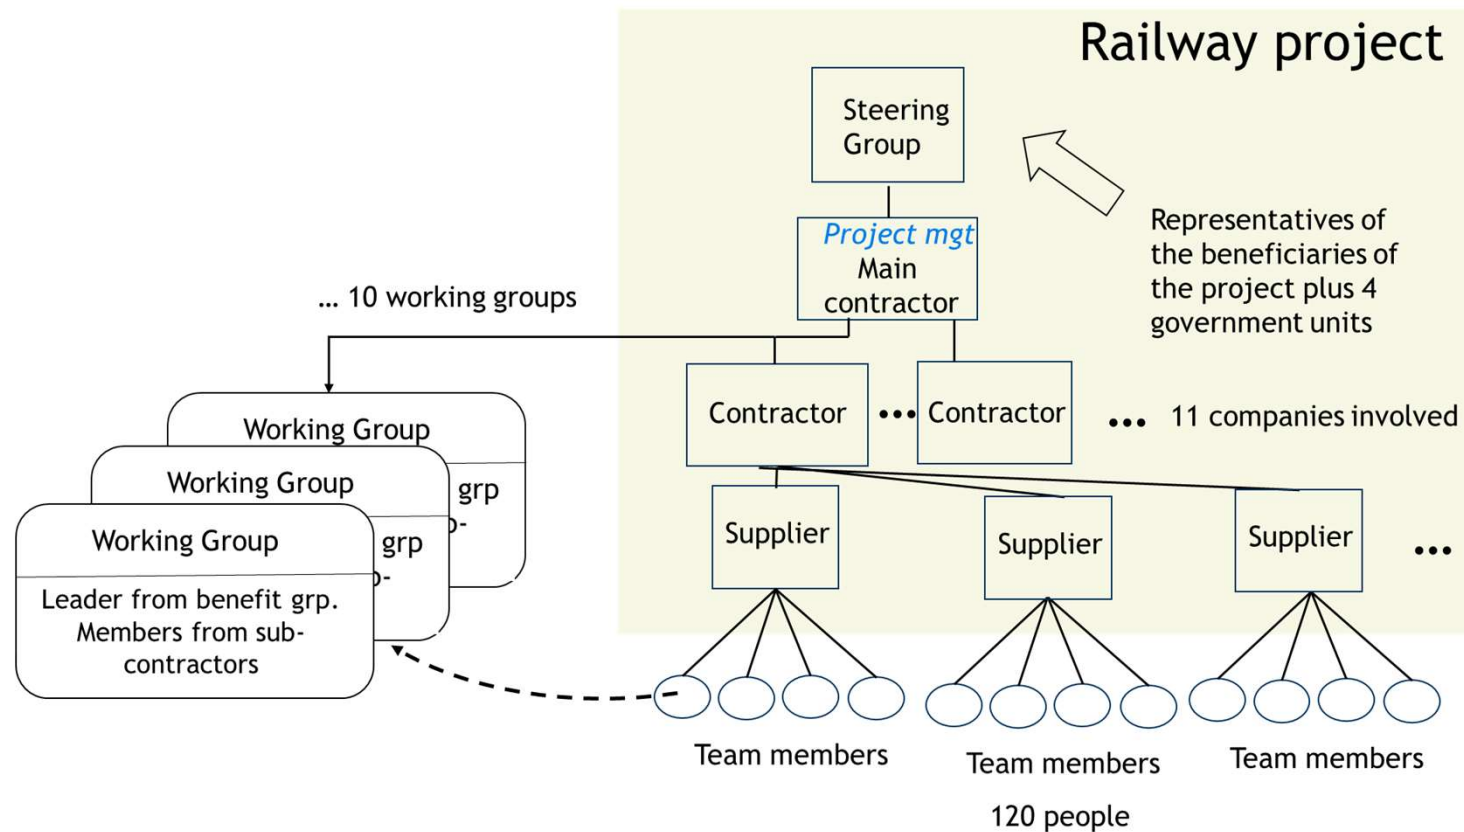 Railway project
Steering
Group
Project mgt
Main
contractor
Representatives of
the beneficiaries of
the project plus 4
government units
... 10 working groups
Contractor
...
Contractor
... 11 companies involved
Working Group
grp
Working Group
grp
Working Group
Leader from benefit grp.
Members from sub-
contractors
Supplier
Supplier
Supplier
...
Team members
Team members
Team members
120 people